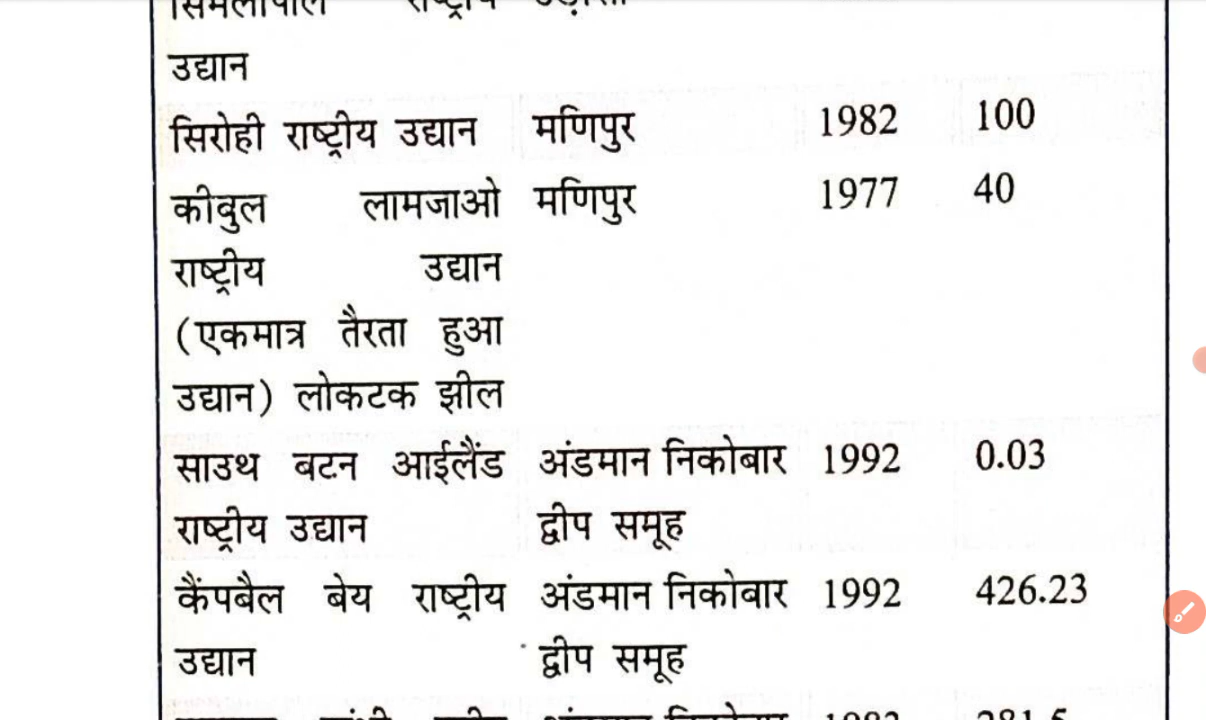 उद्यान
सिरोही राष्ट्रीय उद्यान मणिपुर 1982 100
कीवुल लामजाओ मणिपुर 1977 40
राष्ट्रीय उद्यान
(एकमात्र तैरता हुआ
उद्यान) लोकटक झील
साउथ बटन आईलैंड अंडमान निकोबार 1992 0.03
राष्ट्रीय उद्यान द्वीप समूह
कैंपबैल बेय राष्ट्रीय अंडमान निकोबार 1992 426.23
उद्यान द्वीप समूह